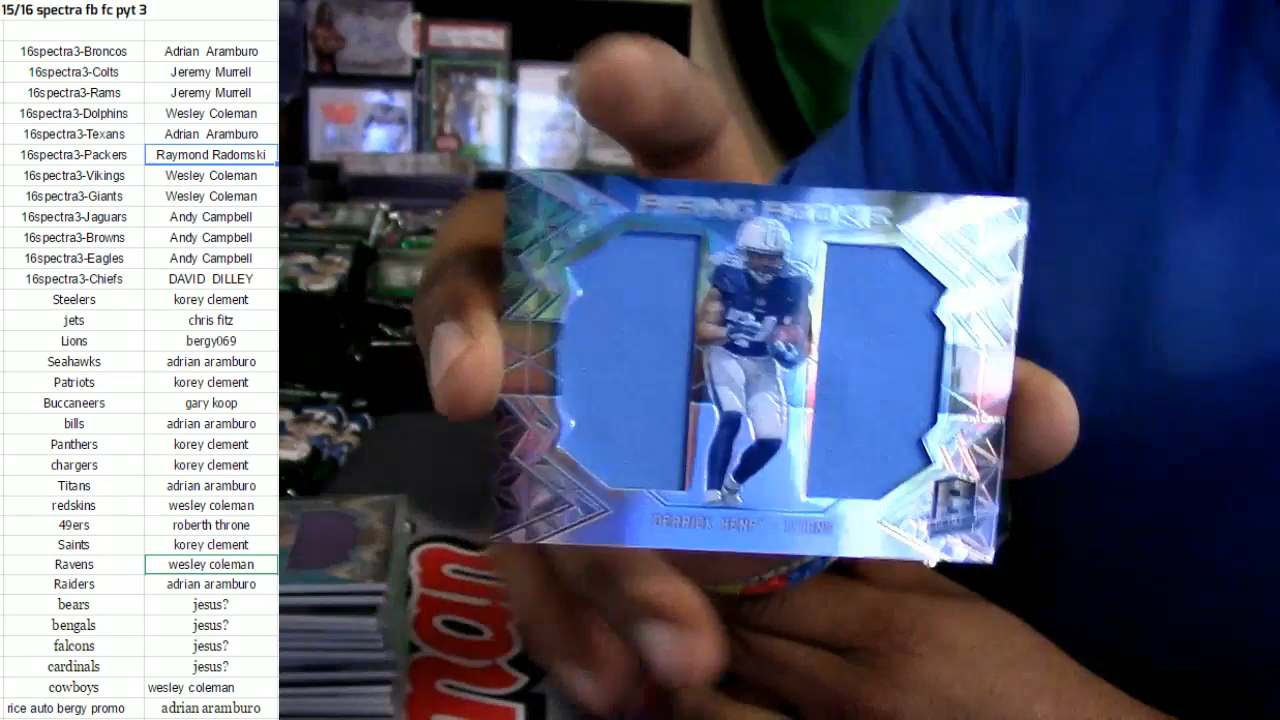 15/16 spectra fb fc pyt 3
16spectra3-Broncos Adrian Aramburo
16spectra3-Colts Jeremy Murrell
16spectra3-Rams Jeremy Murrell
16spectra3-Dolphins Wesley Coleman
16spectra3-Texans Adrian Aramburo
16spectra3-Packers Raymond Radomski
16spectra3-Vikings Wesley Coleman
16spectra3-Giants Wesley Coleman
16spectra3-Jaguars Andy Campbell
16spectra3-Browns Andy Campbell
16spectra3-Eagles Andy Campbell
16spectra3-Chiefs DAVID DILLEY
Steelers korey clement
jets chris fitz
Lions bergy069
Seahawks adrian aramburo
Patriots korey clement
Buccaneers gary koop
bills adrian aramburo
Panthers korey clement
chargers korey clement
Titans adrian aramburo
redskins wesley coleman
49ers roberth throne
Saints korey clement
Ravens wesley coleman
Raiders adrian aramburo
bears jesus?
bengals jesus?
falcons jesus?
cardinals jesus?
cowboys wesley coleman
rice auto bergy promo adrian aramburo
DERRICK HENRY
man